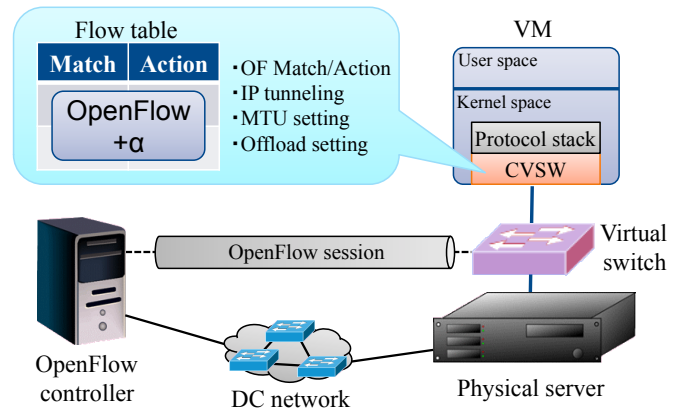 Flow table
Match Action
OpenFlow
+α
・OF Match/Action
・IP tunneling
・MTU setting
・Offload setting
VM
User space
Kernel space
Protocol stack
CVSW
OpenFlow session
Virtual
switch
OpenFlow
controller
DC network
Physical server